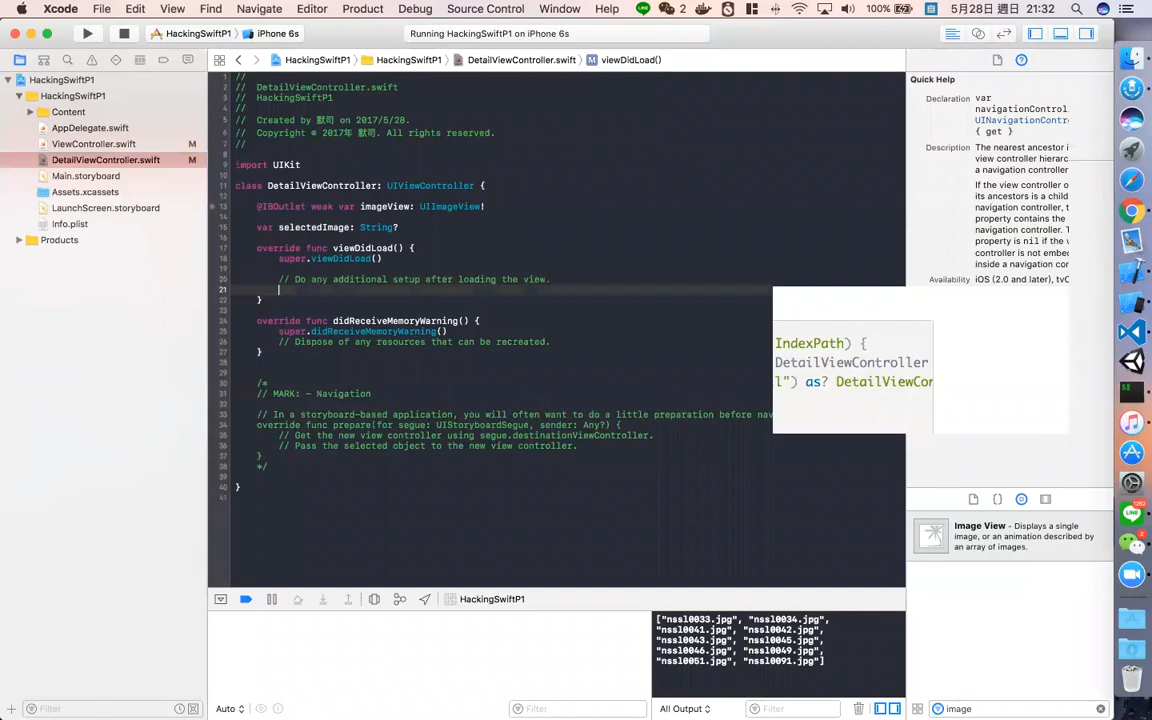 Xcode File Edit View Find Navigate Editor Product Debug Source Control Window Help 2 100% 5月28日 週日 21:32
HackingSwiftP1 iPhone 6s
Running HackingSwiftP1 on iPhone 6s
HackingSwiftP1 HackingSwiftP1 DetailViewController.swift M viewDidLoad()
HackingSwiftP1
HackingSwiftP1
Content
AppDelegate.swift
ViewController.swift M
DetailViewController.swift M
Main.storyboard
Assets.xcassets
LaunchScreen.storyboard
Info.plist
Products
Filter
//
// DetailViewController.swift
// HackingSwiftP1
//
// Created by 默司 on 2017/5/28.
// Copyright © 2017年 默司. All rights reserved.
//
import UIKit
class DetailViewController: UIViewController {
@IBOutlet weak var imageView: UIImageView!
var selectedImage: String?
override func viewDidLoad() {
super.viewDidLoad()
// Do any additional setup after loading the view.
}
override func didReceiveMemoryWarning() {
super.didReceiveMemoryWarning()
// Dispose of any resources that can be recreated.
}
/*
// MARK: - Navigation
// In a storyboard-based application, you will often want to do a little preparation before nav
override func prepare(for segue: UIStoryboardSegue, sender: Any?) {
// Get the new view controller using segue.destinationViewController.
// Pass the selected object to the new view controller.
}
*/
}
IndexPath) {
DetailViewController
l") as? DetailViewCon
Quick Help
Declaration var
navigationControl
UINavigationContr
{ get }
Description The nearest ancestor i
view controller hierarc
a navigation controller
If the view controller o
its ancestors is a child
navigation controller, t
property contains the
navigation controller. T
property is nil if the v
controller is not embe
inside a navigation con
Availability iOS (2.0 and later), tvO
Image View - Displays a single
image, or an animation described by
an array of images.
image
HackingSwiftP1
["nssl0033.jpg", "nssl0034.jpg",
"nssl0041.jpg", "nssl0042.jpg",
"nssl0043.jpg", "nssl0045.jpg",
"nssl0046.jpg", "nssl0049.jpg",
"nssl0051.jpg", "nssl0091.jpg"]
Auto
Filter
All Output
Filter